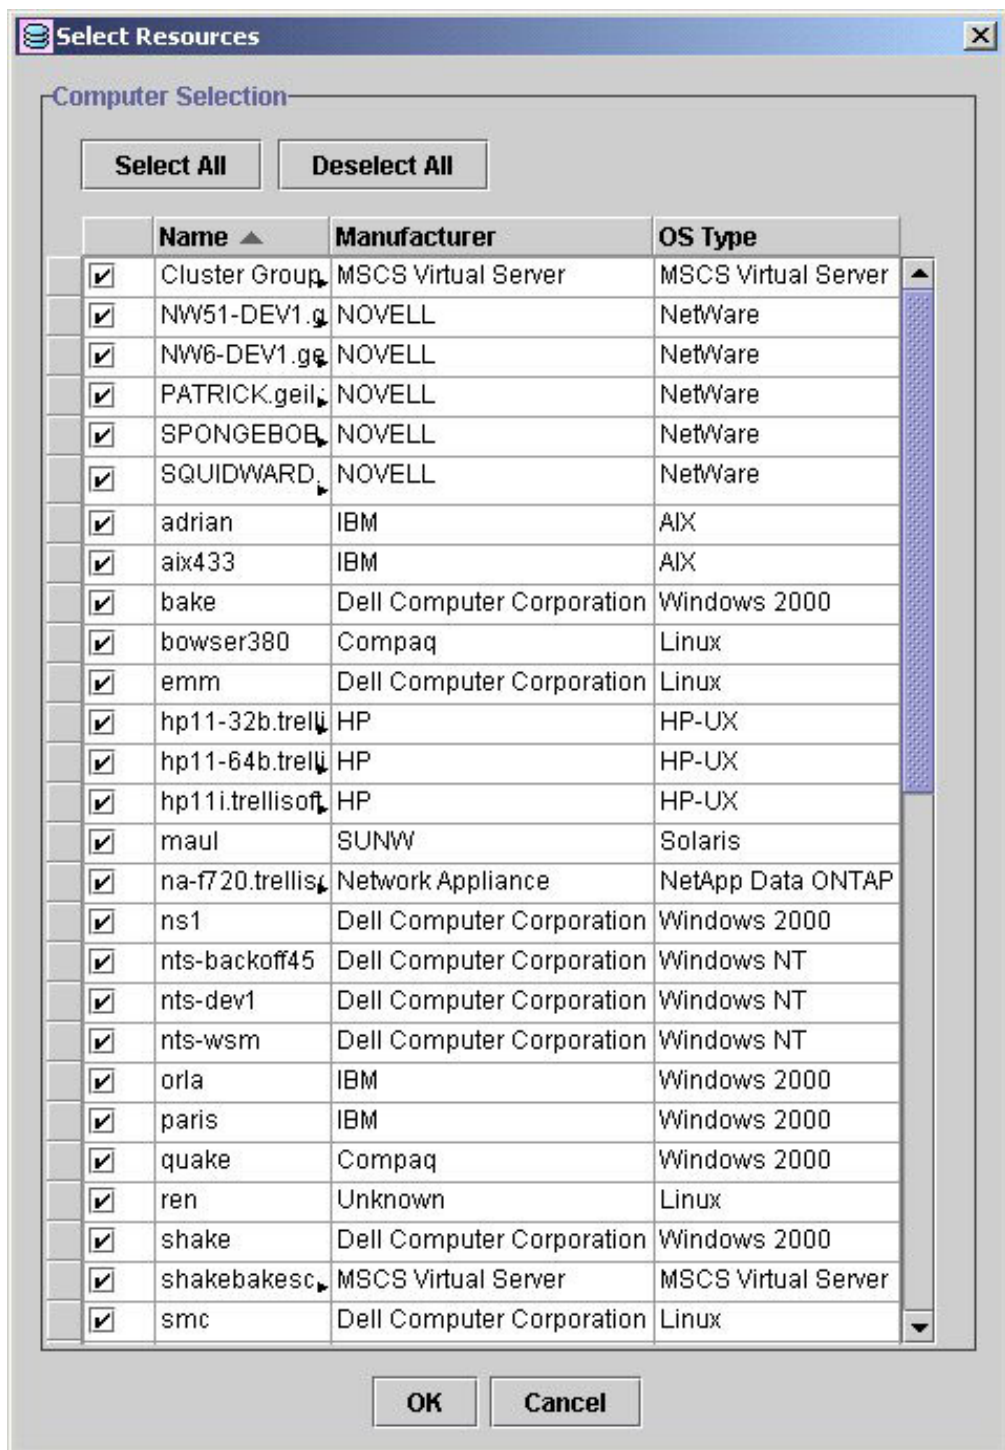 Select Resources
Computer Selection
Select All Deselect All
Name Manufacturer OS Type
Cluster Group MSCS Virtual Server MSCS Virtual Server
NW51-DEV1.g NOVELL NetWare
NW6-DEV1.ge NOVELL NetWare
PATRICK.geil. NOVELL NetWare
SPONGEBOB NOVELL NetWare
SQUIDWARD. NOVELL NetWare
adrian IBM AIX
aix433 IBM AIX
bake Dell Computer Corporation Windows 2000
bowser380 Compaq Linux
emm Dell Computer Corporation Linux
hp11-32b.trelli HP HP-UX
hp11-64b.trelli HP HP-UX
hp11i.trellisoft HP HP-UX
maul SUNW Solaris
na-f720.trellis Network Appliance NetApp Data ONTAP
ns1 Dell Computer Corporation Windows 2000
nts-backoff45 Dell Computer Corporation Windows NT
nts-dev1 Dell Computer Corporation Windows NT
nts-wsm Dell Computer Corporation Windows NT
orla IBM Windows 2000
paris IBM Windows 2000
quake Compaq Windows 2000
ren Unknown Linux
shake Dell Computer Corporation Windows 2000
shakebakesc MSCS Virtual Server MSCS Virtual Server
smc Dell Computer Corporation Linux
OK Cancel